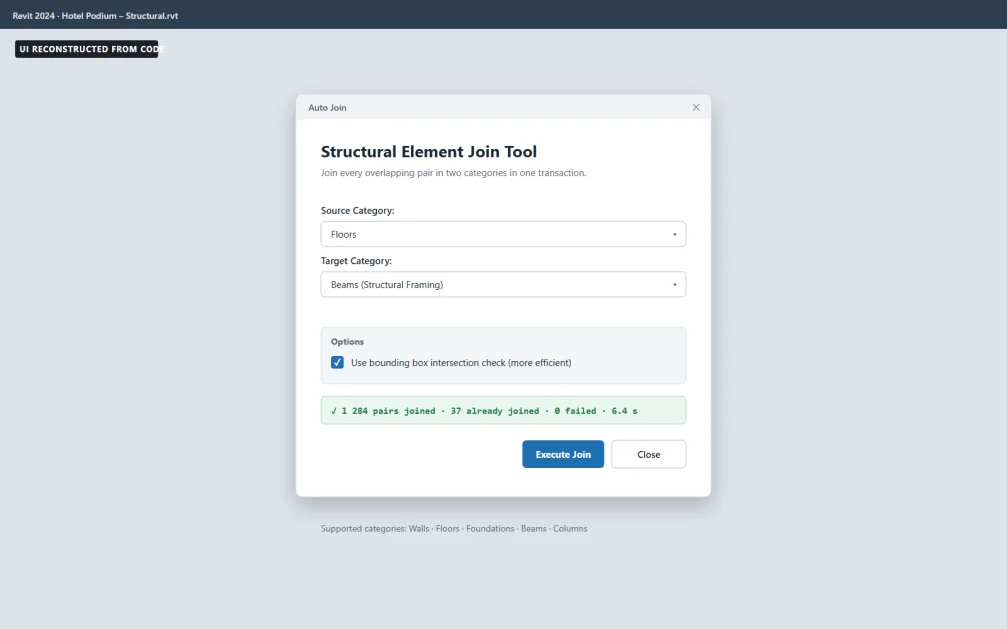 Revit 2024 · Hotel Podium – Structural.rvt
UI RECONSTRUCTED FROM CODE
Auto Join
Structural Element Join Tool
Join every overlapping pair in two categories in one transaction.
Source Category:
Floors
Target Category:
Beams (Structural Framing)
Options
Use bounding box intersection check (more efficient)
✓ 1 284 pairs joined · 37 already joined · 0 failed · 6.4 s
Execute Join
Close
Supported categories: Walls · Floors · Foundations · Beams · Columns